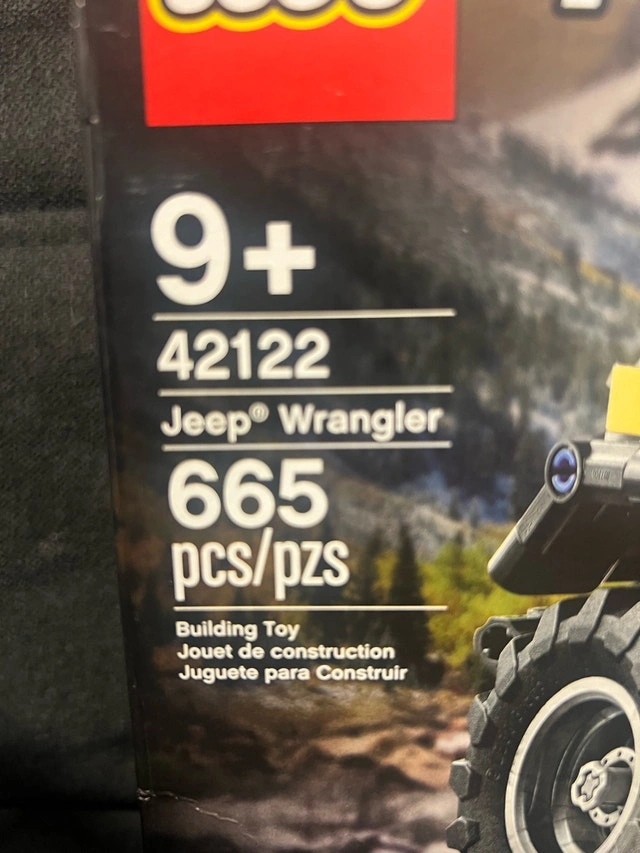 9+
42122
Jeep® Wrangler
665
pcs/pzs
Building Toy
Jouet de construction
Juguete para Construir